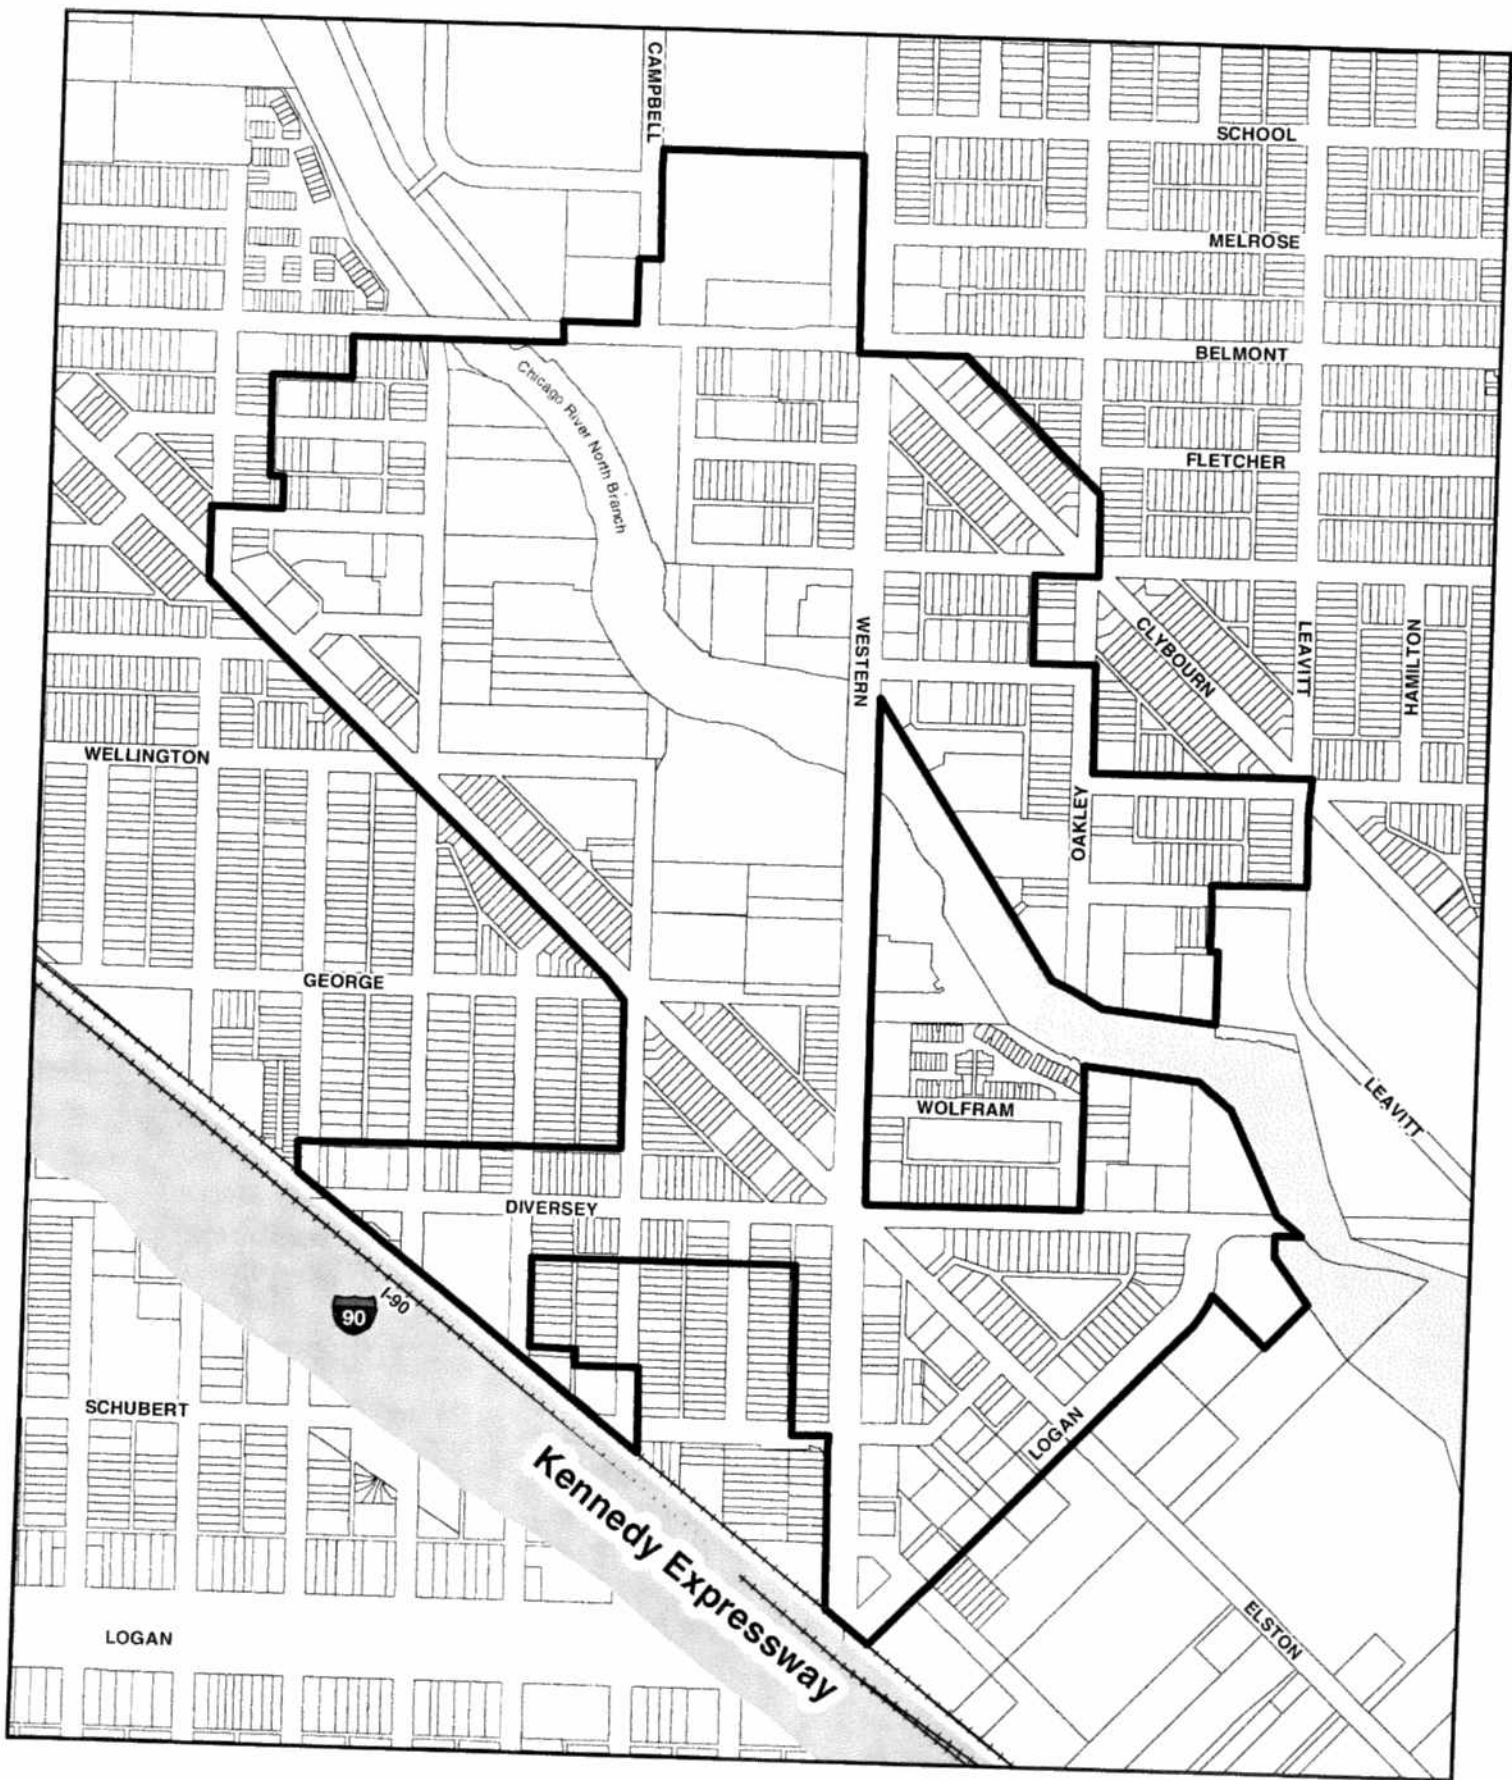 CAMPBELL
SCHOOL
MELROSE
BELMONT
Chicago River North Branch
FLETCHER
WESTERN
CLYBOURN
LEAVITT
HAMILTON
WELLINGTON
OAKLEY
GEORGE
WOLFRAM
LEAVITT
DIVERSEY
I-90
90
SCHUBERT
LOGAN
Kennedy Expressway
ELSTON
LOGAN